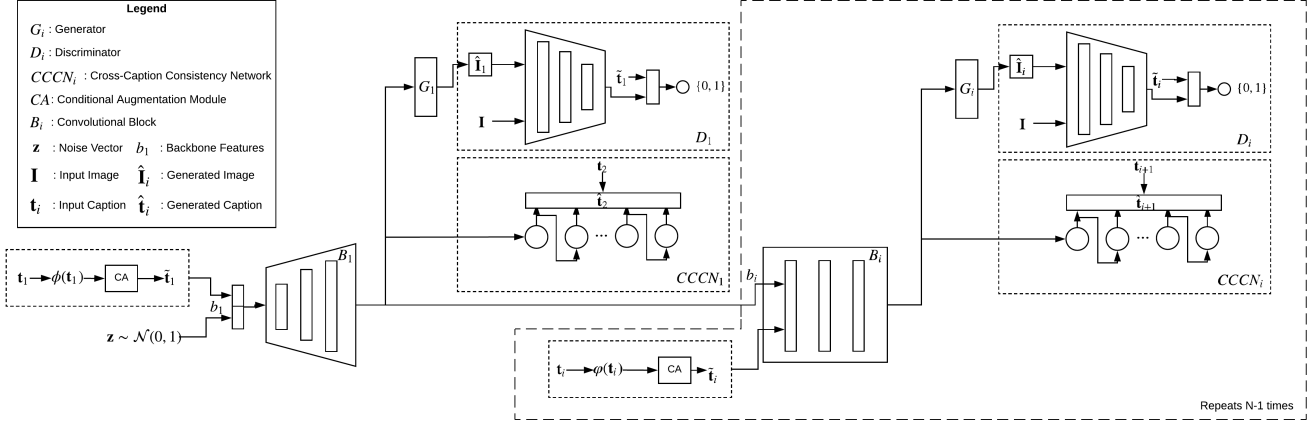 Legend
G_i : Generator
D_i : Discriminator
CCCN_i : Cross-Caption Consistency Network
CA : Conditional Augmentation Module
B_i : Convolutional Block
z : Noise Vector b_1 : Backbone Features
I : Input Image Î_i : Generated Image
t_i : Input Caption t̂_i : Generated Caption
t_1
ϕ(t_1)
CA
t̃_1
z ∼ 𝒩(0, 1)
b_1
B_1
G_1
Î_1
I
t̃_1
{0, 1}
D_1
t_2
t̂_2
...
CCCN_1
t_i
φ(t_i)
CA
t̃_i
b_i
B_i
G_i
Î_i
I
t̃_i
{0, 1}
D_i
t_{i+1}
t̂_{i+1}
...
CCCN_i
Repeats N-1 times